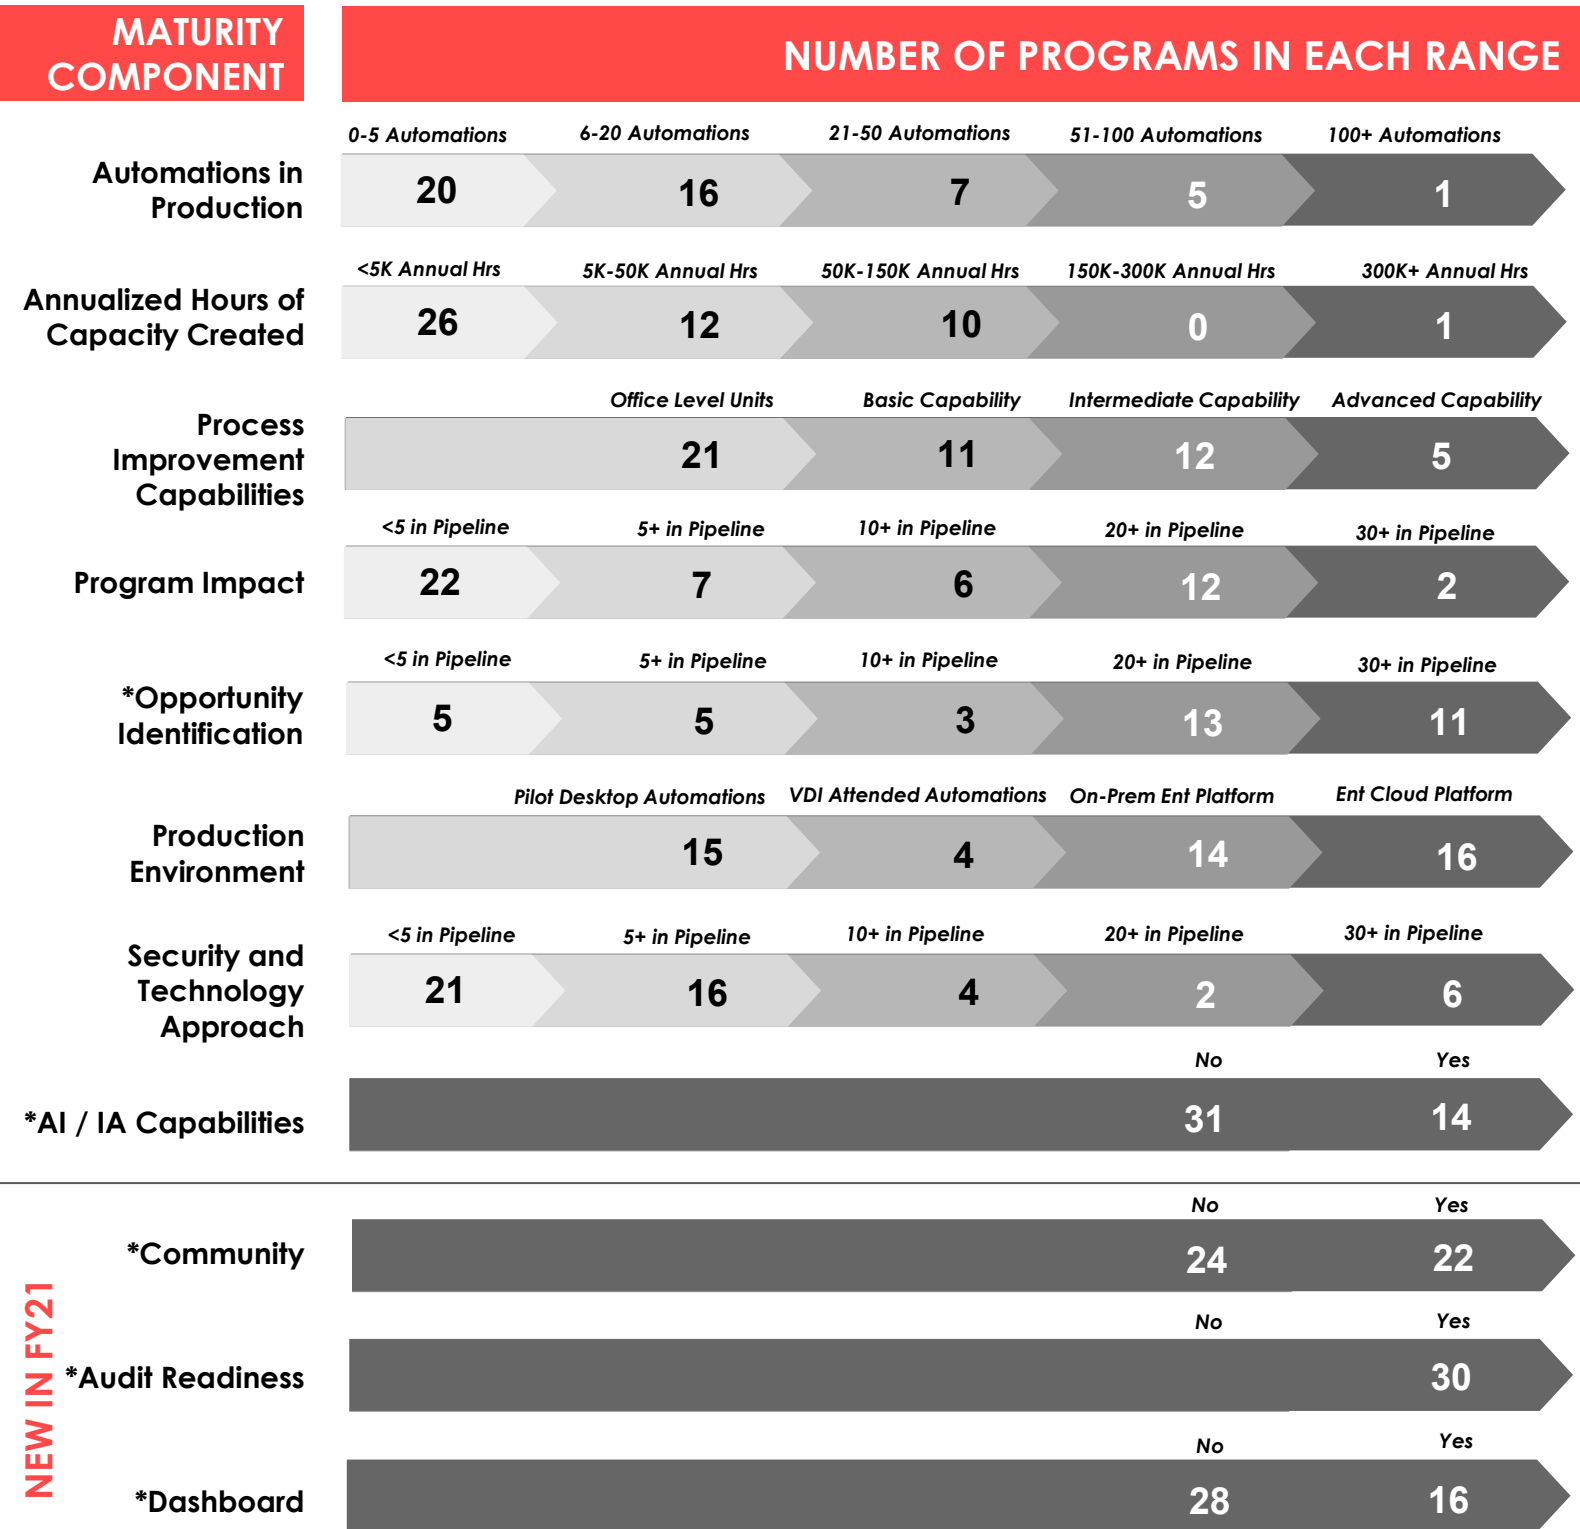 MATURITY
COMPONENT
NUMBER OF PROGRAMS IN EACH RANGE
0-5 Automations 6-20 Automations 21-50 Automations 51-100 Automations 100+ Automations
Automations in
Production
20 16 7 5 1
<5K Annual Hrs 5K-50K Annual Hrs 50K-150K Annual Hrs 150K-300K Annual Hrs 300K+ Annual Hrs
Annualized Hours of
Capacity Created
26 12 10 0 1
Office Level Units Basic Capability Intermediate Capability Advanced Capability
Process
Improvement
Capabilities
21 11 12 5
<5 in Pipeline 5+ in Pipeline 10+ in Pipeline 20+ in Pipeline 30+ in Pipeline
Program Impact
22 7 6 12 2
<5 in Pipeline 5+ in Pipeline 10+ in Pipeline 20+ in Pipeline 30+ in Pipeline
*Opportunity
Identification
5 5 3 13 11
Pilot Desktop Automations VDI Attended Automations On-Prem Ent Platform Ent Cloud Platform
Production
Environment
15 4 14 16
<5 in Pipeline 5+ in Pipeline 10+ in Pipeline 20+ in Pipeline 30+ in Pipeline
Security and
Technology
Approach
21 16 4 2 6
No Yes
*AI / IA Capabilities
31 14
NEW IN FY21
No Yes
*Community
24 22
No Yes
*Audit Readiness
30
No Yes
*Dashboard
28 16